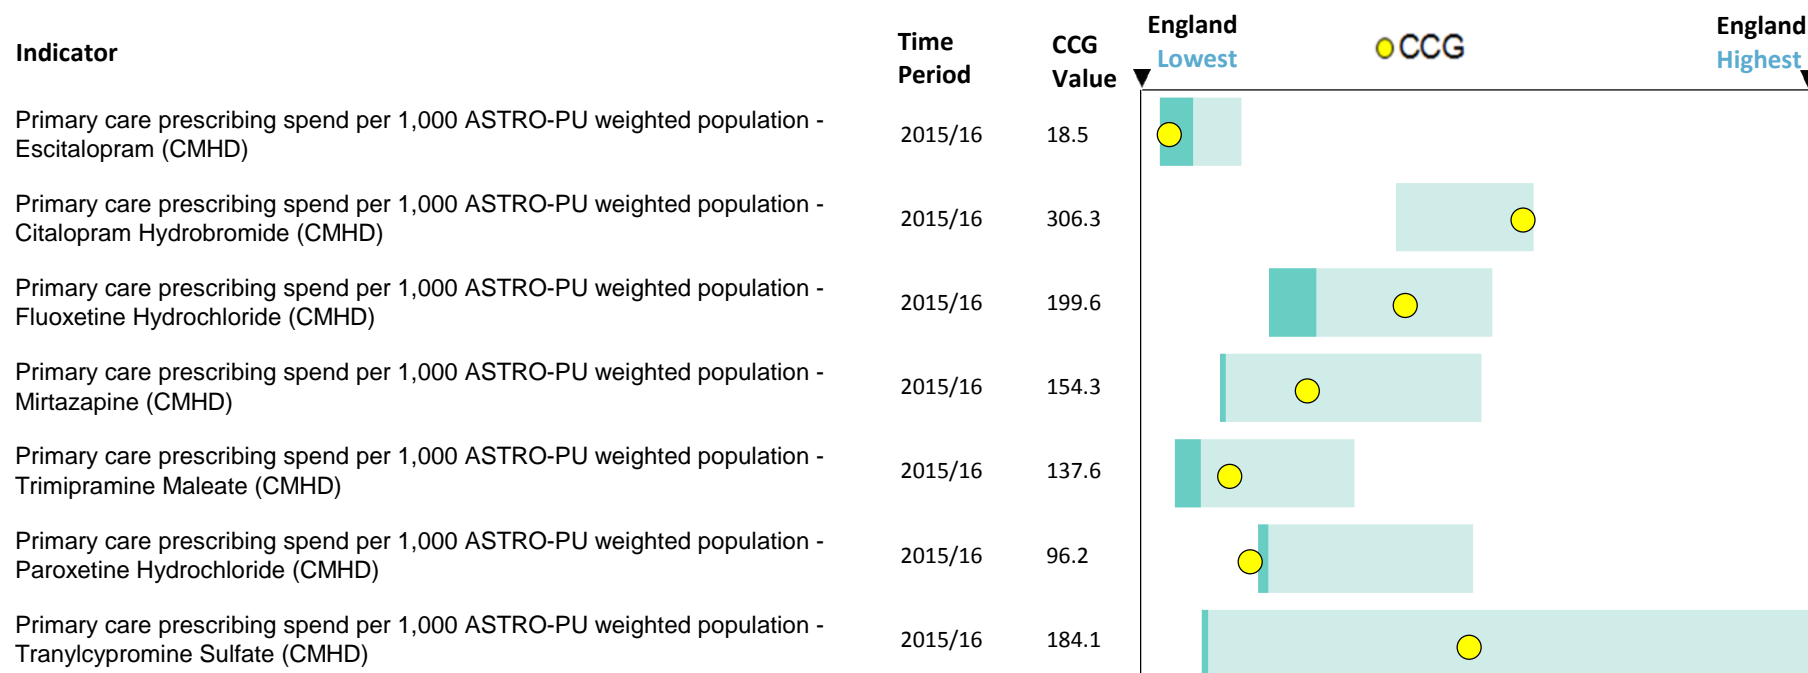 Indicator
Time
Period
CCG
Value
England
Lowest
CCG
England
Highest
Primary care prescribing spend per 1,000 ASTRO-PU weighted population -
Escitalopram (CMHD)
2015/16
18.5
Primary care prescribing spend per 1,000 ASTRO-PU weighted population -
Citalopram Hydrobromide (CMHD)
2015/16
306.3
Primary care prescribing spend per 1,000 ASTRO-PU weighted population -
Fluoxetine Hydrochloride (CMHD)
2015/16
199.6
Primary care prescribing spend per 1,000 ASTRO-PU weighted population -
Mirtazapine (CMHD)
2015/16
154.3
Primary care prescribing spend per 1,000 ASTRO-PU weighted population -
Trimipramine Maleate (CMHD)
2015/16
137.6
Primary care prescribing spend per 1,000 ASTRO-PU weighted population -
Paroxetine Hydrochloride (CMHD)
2015/16
96.2
Primary care prescribing spend per 1,000 ASTRO-PU weighted population -
Tranylcypromine Sulfate (CMHD)
2015/16
184.1